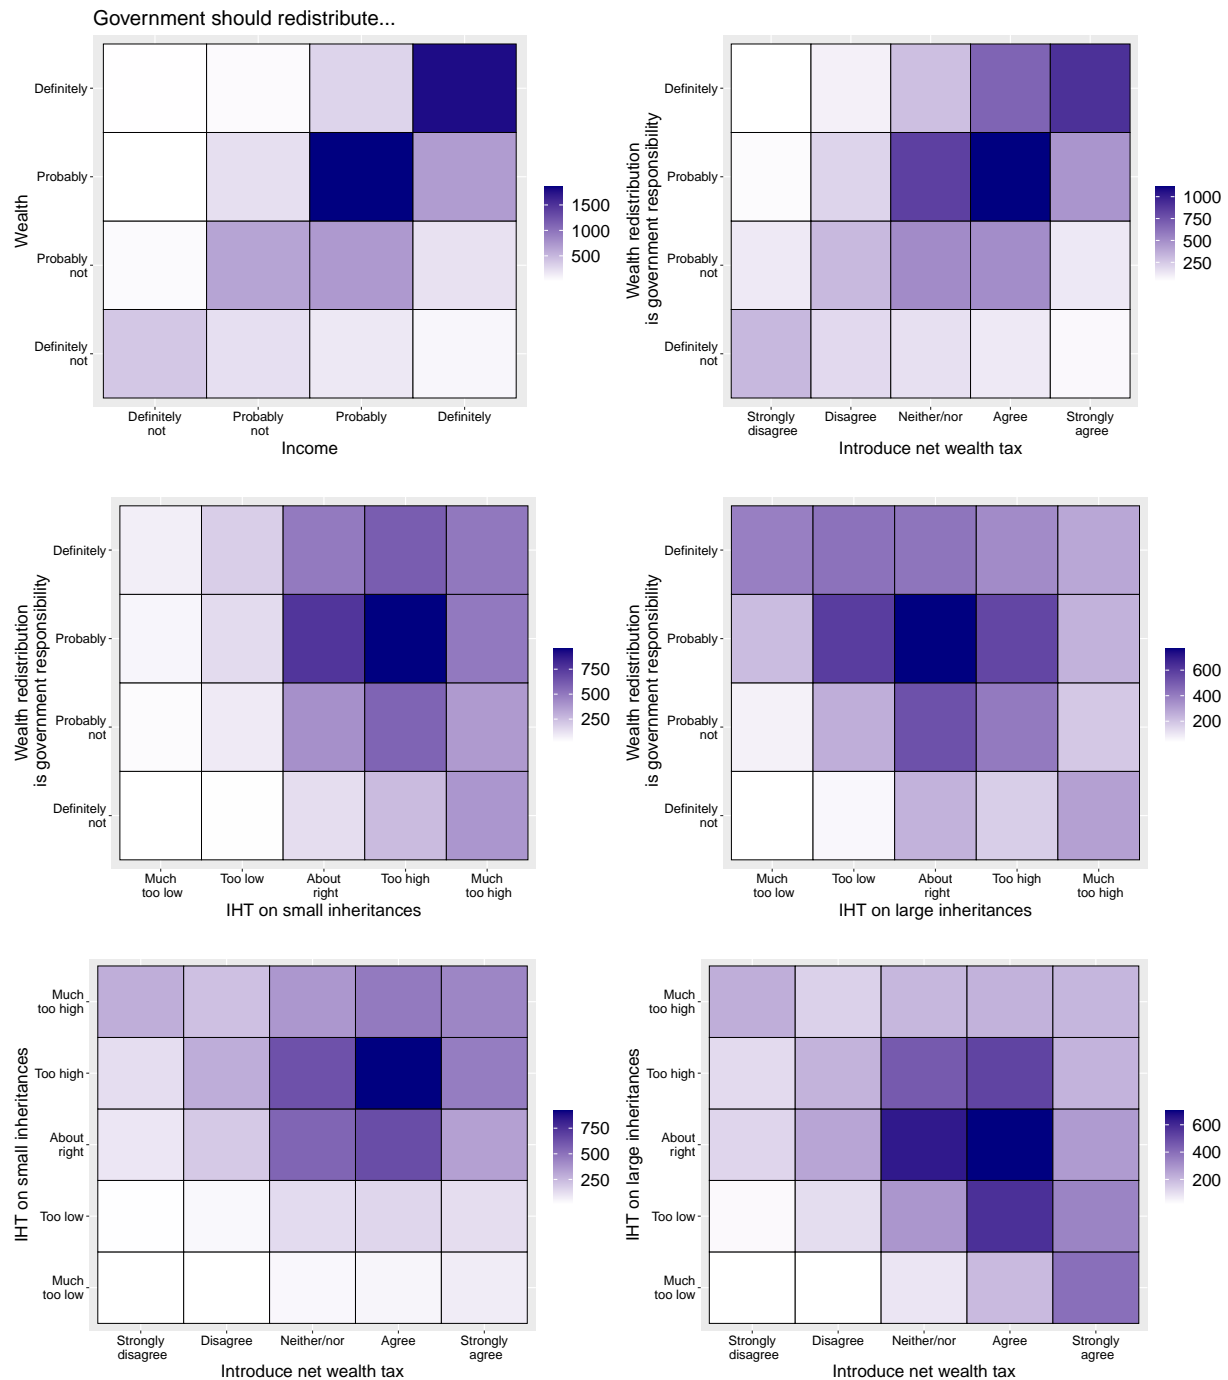 Government should redistribute...
Wealth
Definitely
Probably
Probably
not
Definitely
not
Definitely
not
Probably
not
Probably
Definitely
Income
1500
1000
500
Wealth redistribution
is government responsibility
Definitely
Probably
Probably
not
Definitely
not
Strongly
disagree
Disagree
Neither/nor
Agree
Strongly
agree
Introduce net wealth tax
1000
750
500
250
Wealth redistribution
is government responsibility
Definitely
Probably
Probably
not
Definitely
not
Much
too low
Too low
About
right
Too high
Much
too high
IHT on small inheritances
750
500
250
Wealth redistribution
is government responsibility
Definitely
Probably
Probably
not
Definitely
not
Much
too low
Too low
About
right
Too high
Much
too high
IHT on large inheritances
600
400
200
IHT on small inheritances
Much
too high
Too high
About
right
Too low
Much
too low
Strongly
disagree
Disagree
Neither/nor
Agree
Strongly
agree
Introduce net wealth tax
750
500
250
IHT on large inheritances
Much
too high
Too high
About
right
Too low
Much
too low
Strongly
disagree
Disagree
Neither/nor
Agree
Strongly
agree
Introduce net wealth tax
600
400
200